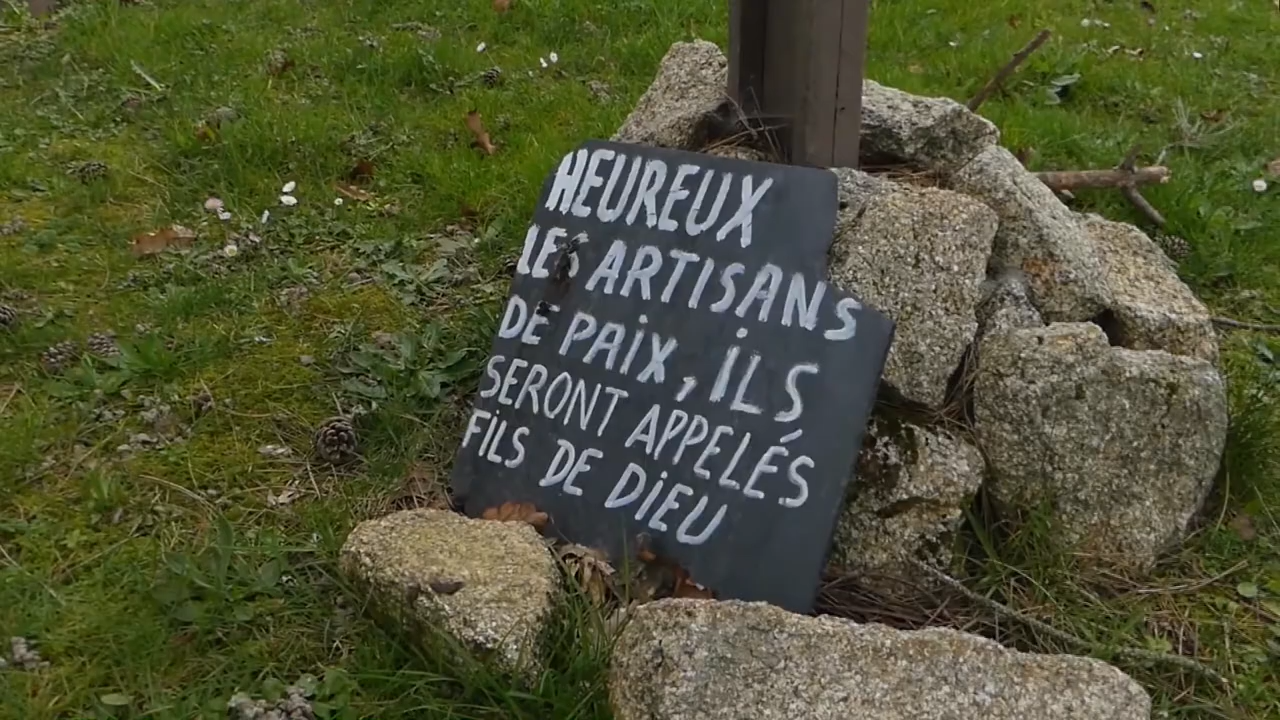 HEUREUX
LES ARTISANS
DE PAiX, iLS
SERONT APPELÉS
FiLS DE DiEU